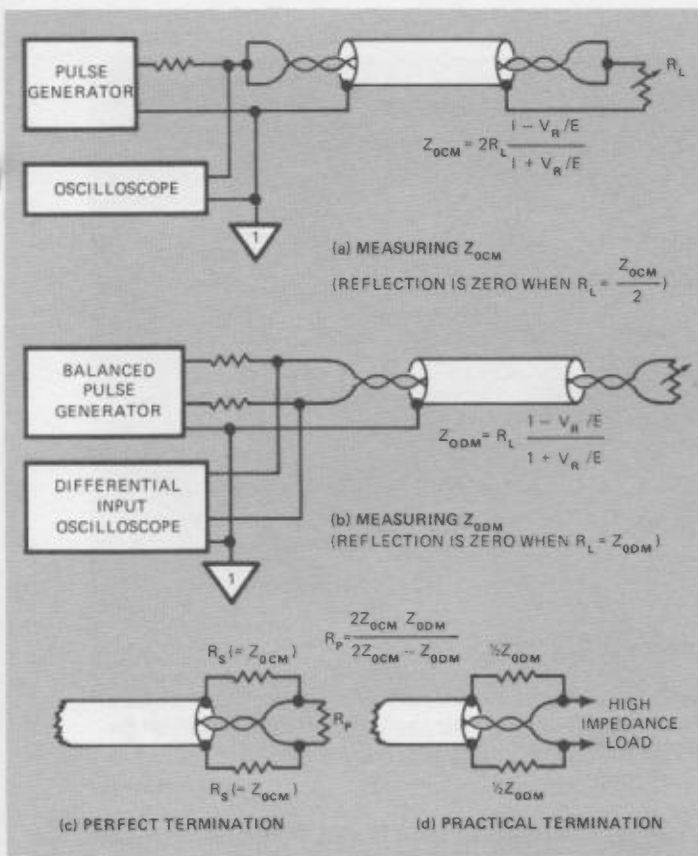 PULSE
GENERATOR
OSCILLOSCOPE
1
R_L
Z_0CM = 2R_L (1 – V_R/E) / (1 + V_R/E)
(a) MEASURING Z_0CM
(REFLECTION IS ZERO WHEN R_L = Z_0CM / 2)
BALANCED
PULSE
GENERATOR
DIFFERENTIAL
INPUT
OSCILLOSCOPE
1
Z_0DM = R_L (1 – V_R/E) / (1 + V_R/E)
(b) MEASURING Z_0DM
(REFLECTION IS ZERO WHEN R_L = Z_0DM)
R_S (= Z_0CM)
R_P = 2Z_0CM Z_0DM / 2Z_0CM – Z_0DM
R_P
R_S (= Z_0CM)
(c) PERFECT TERMINATION
½Z_0DM
HIGH
IMPEDANCE
LOAD
½Z_0DM
(d) PRACTICAL TERMINATION